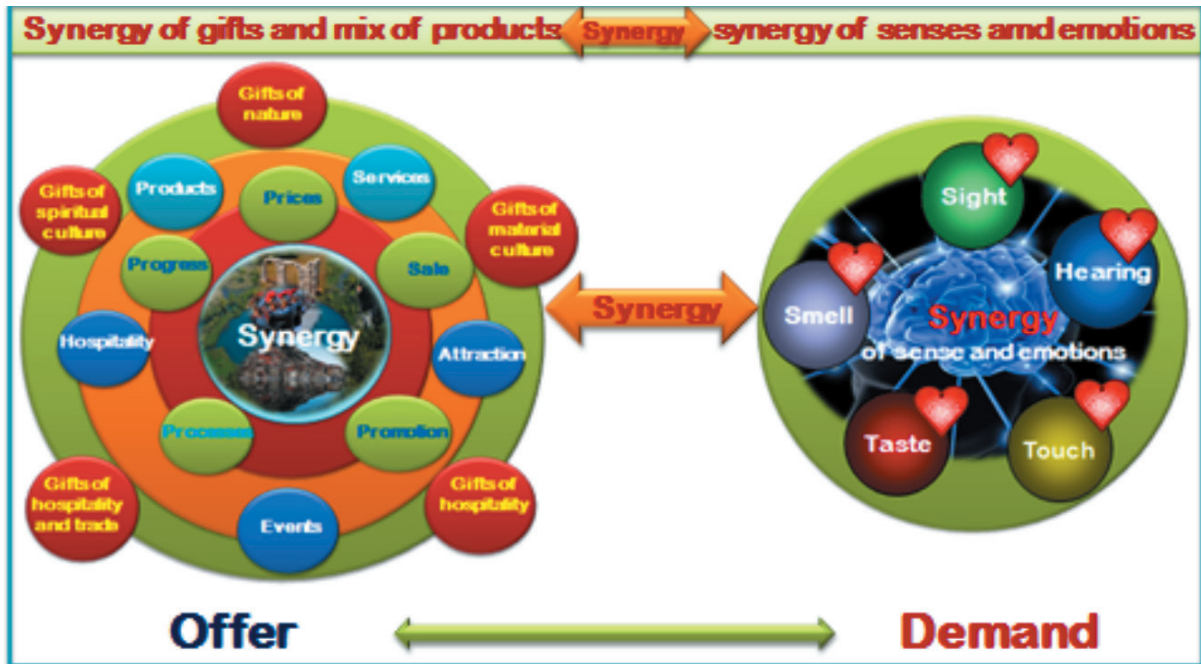 Synergy of gifts and mix of products Synergy synergy of senses amd emotions
Gifts of
nature
Products
Prices
Services
Gifts of
spiritual
culture
Gifts of
material
culture
Progress
Sale
Hospitality
Synergy
Attraction
Processes
Promotion
Gifts of
hospitality
and trade
Events
Gifts of
hospitality
Synergy
Sight
Hearing
Smell
Synergy
of sense and emotions
Taste
Touch
Offer
Demand